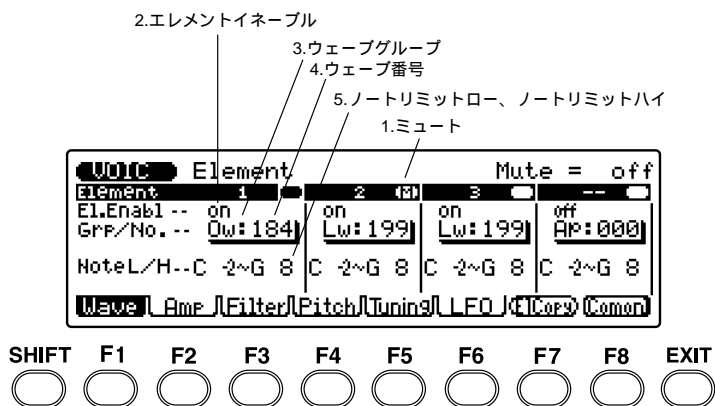 2.エレメントイネーブル
3.ウェーブグループ
4.ウェーブ番号
5.ノートリミットロー、ノートリミットハイ
1.ミュート
VOIC Element Mute = off
Element 1 2 (M) 3 --
El.Enabl -- on on on off
Grp/No. -- Ow:184 Lw:199 Lw:199 AP:000
NoteL/H--C -2~G 8 C -2~G 8 C -2~G 8 C -2~G 8
Wave Amp Filter Pitch Tuning LFO Copy Comon
SHIFT F1 F2 F3 F4 F5 F6 F7 F8 EXIT